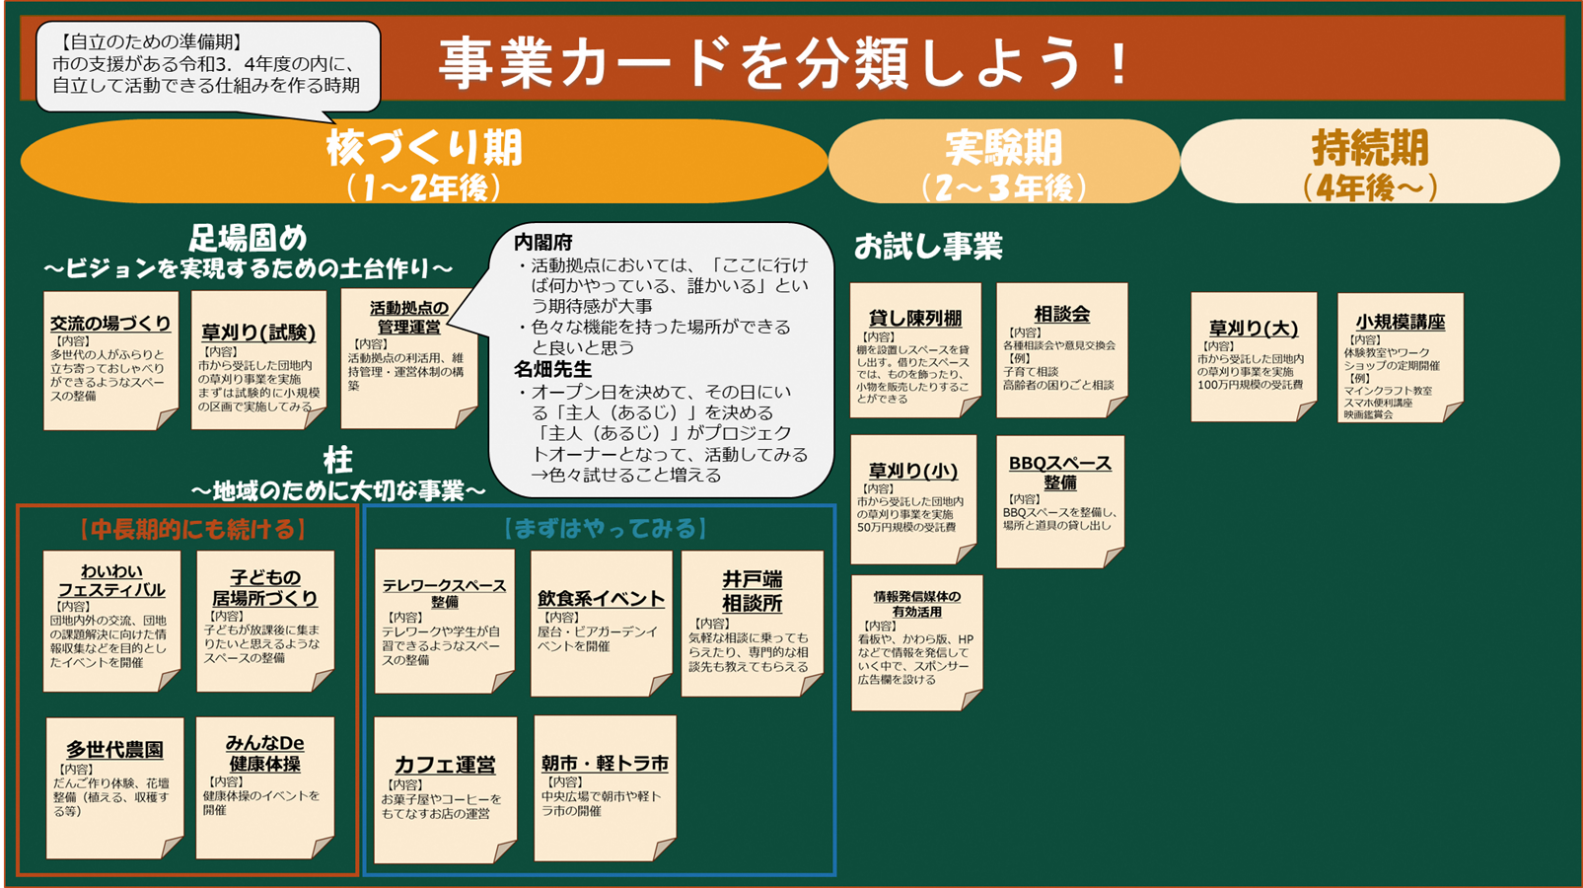 【自立のための準備期】
市の支援がある令和3．4年度の内に、
自立して活動できる仕組みを作る時期
事業カードを分類しよう！
核づくり期
（1～2年後）
実験期
（2～3年後）
持続期
（4年後～）
足場固め
～ビジョンを実現するための土台作り～
交流の場づくり
【内容】
多世代の人がふらりと
立ち寄っておしゃべり
ができるようなスペー
スの整備
草刈り(試験)
【内容】
市から受託した団地内
の草刈り事業を実施
まずは試験的に小規模
の区画で実施してみる
活動拠点の
管理運営
【内容】
活動拠点の利活用、維
持管理・運営体制の構
築
内閣府
・活動拠点においては、「ここに行け
ば何かやっている、誰かいる」とい
う期待感が大事
・色々な機能を持った場所ができる
と良いと思う
名畑先生
・オープン日を決めて、その日にい
る「主人（あるじ）」を決める
「主人（あるじ）」がプロジェク
トオーナーとなって、活動してみる
→色々試せること増える
柱
～地域のために大切な事業～
【中長期的にも続ける】
わいわい
フェスティバル
【内容】
団地内外の交流、団地
の課題解決に向けた情
報収集などを目的とし
たイベントを開催
子どもの
居場所づくり
【内容】
子どもが放課後に集ま
りたいと思えるような
スペースの整備
多世代農園
【内容】
だんご作り体験、花壇
整備（植える、収穫す
る等）
みんなDe
健康体操
【内容】
健康体操のイベントを
開催
【まずはやってみる】
テレワークスペース
整備
【内容】
テレワークや学生が自
習できるようなスペー
スの整備
飲食系イベント
【内容】
屋台・ビアガーデンイ
ベントを開催
井戸端
相談所
【内容】
気軽な相談に乗っても
らえたり、専門的な相
談先も教えてもらえる
カフェ運営
【内容】
お菓子屋やコーヒーを
もてなすお店の運営
朝市・軽トラ市
【内容】
中央広場で朝市や軽ト
ラ市の開催
お試し事業
貸し陳列棚
【内容】
棚を設置しスペースを貸
し出す。借りたスペース
では、ものを飾ったり、
小物を販売したりするこ
とができる
相談会
【内容】
各種相談会や意見交換会
【例】
子育て相談
高齢者の困りごと相談
草刈り(小)
【内容】
市から受託した団地内
の草刈り事業を実施
50万円規模の受託費
BBQスペース
整備
【内容】
BBQスペースを整備し、
場所と道具の貸し出し
情報発信媒体の
有効活用
【内容】
看板や、かわら版、HP
などで情報を発信して
いく中で、スポンサー
広告欄を設ける
草刈り(大)
【内容】
市から受託した団地内
の草刈り事業を実施
100万円規模の受託費
小規模講座
【内容】
体験教室やワーク
ショップの定期開催
【例】
マインクラフト教室
スマホ便利講座
映画鑑賞会